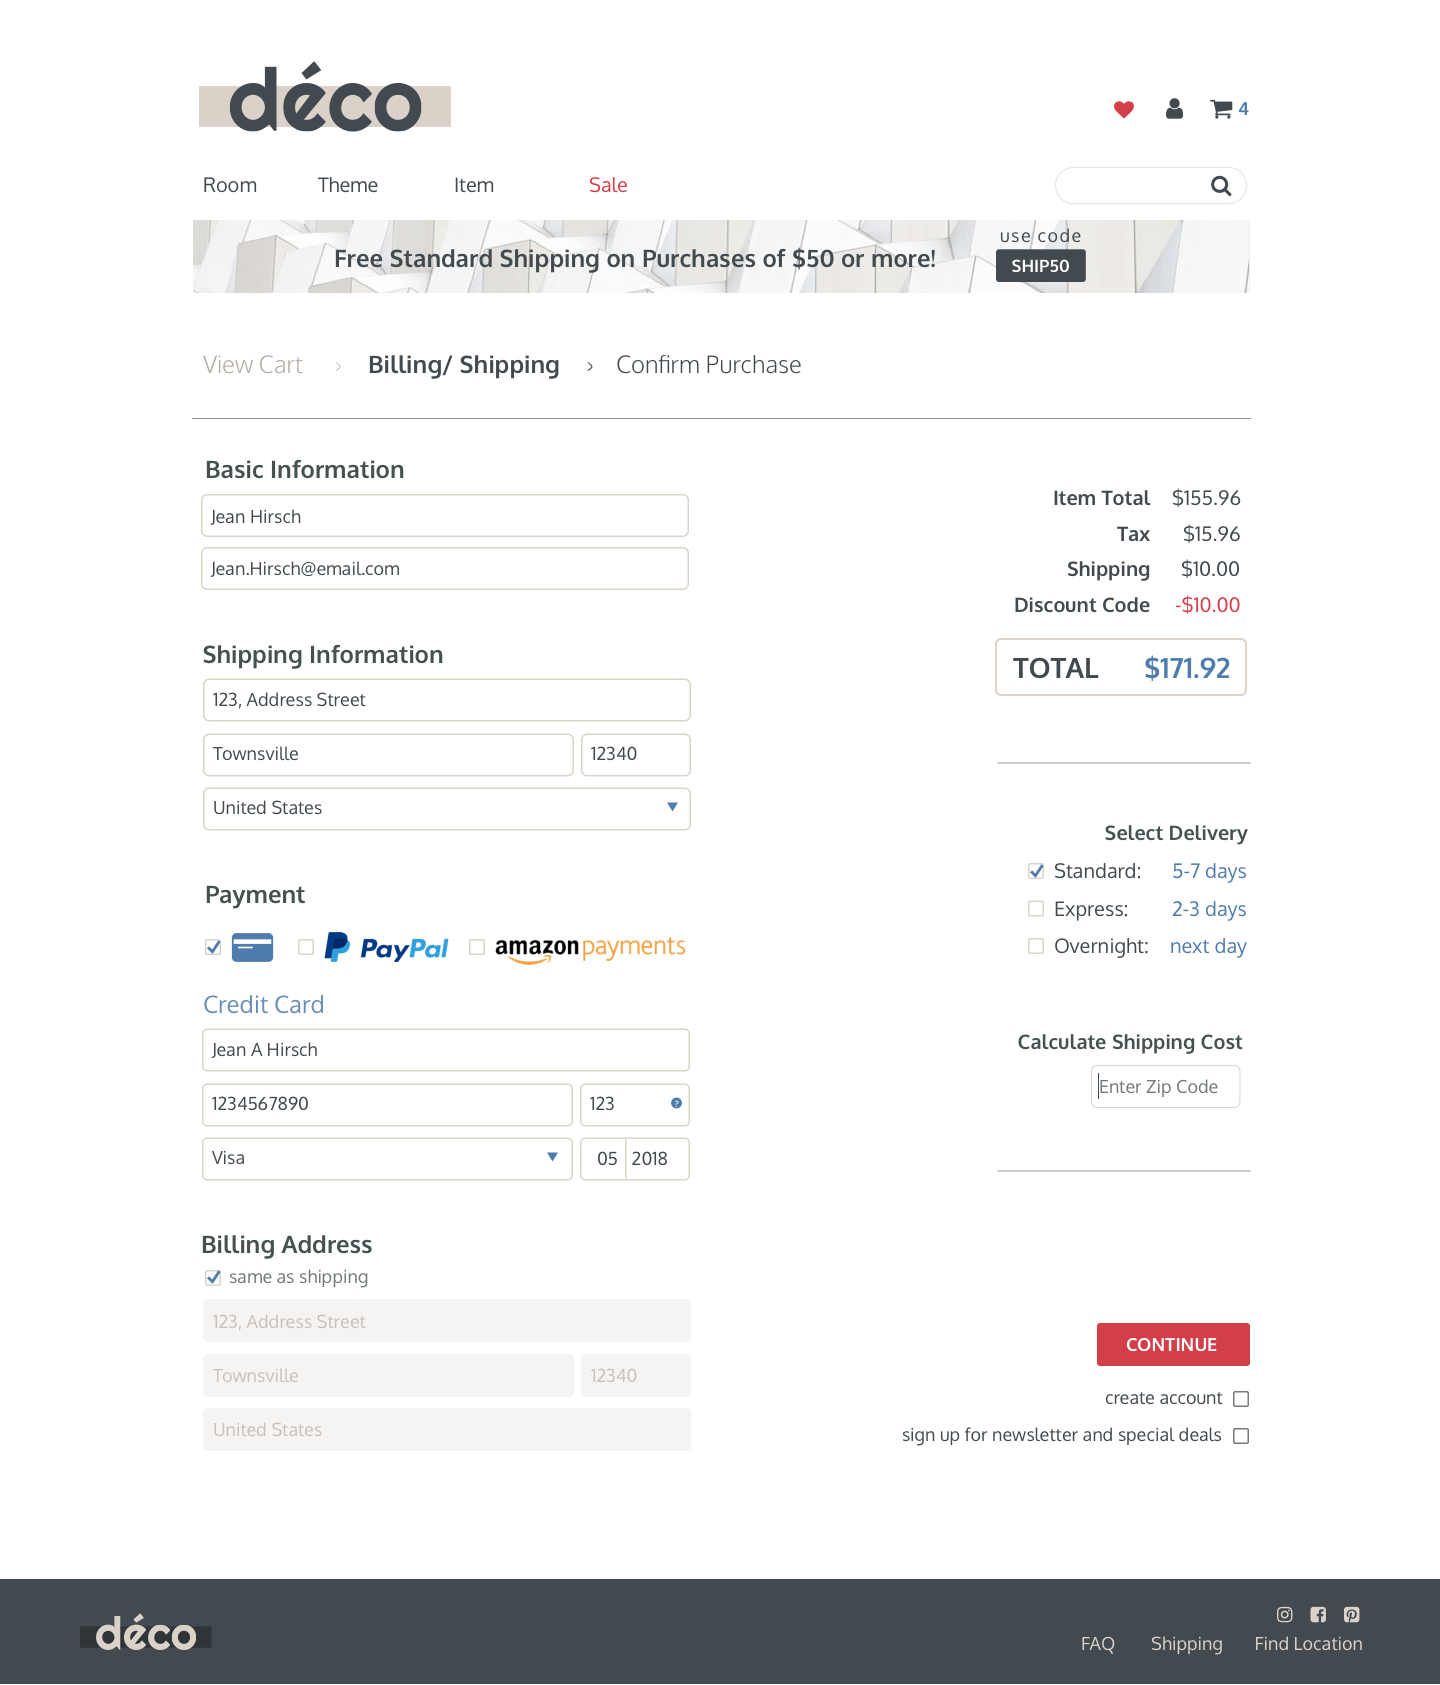 déco
4
Room Theme Item Sale
Free Standard Shipping on Purchases of $50 or more!
use code
SHIP50
View Cart › Billing/ Shipping › Confirm Purchase
Basic Information
Jean Hirsch
Jean.Hirsch@email.com
Shipping Information
123, Address Street
Townsville 12340
United States
Payment
PayPal amazonpayments
Credit Card
Jean A Hirsch
1234567890 123 ?
Visa 05 2018
Billing Address
same as shipping
123, Address Street
Townsville 12340
United States
Item Total $155.96
Tax $15.96
Shipping $10.00
Discount Code -$10.00
TOTAL $171.92
Select Delivery
Standard: 5-7 days
Express: 2-3 days
Overnight: next day
Calculate Shipping Cost
Enter Zip Code
CONTINUE
create account
sign up for newsletter and special deals
déco
FAQ Shipping Find Location